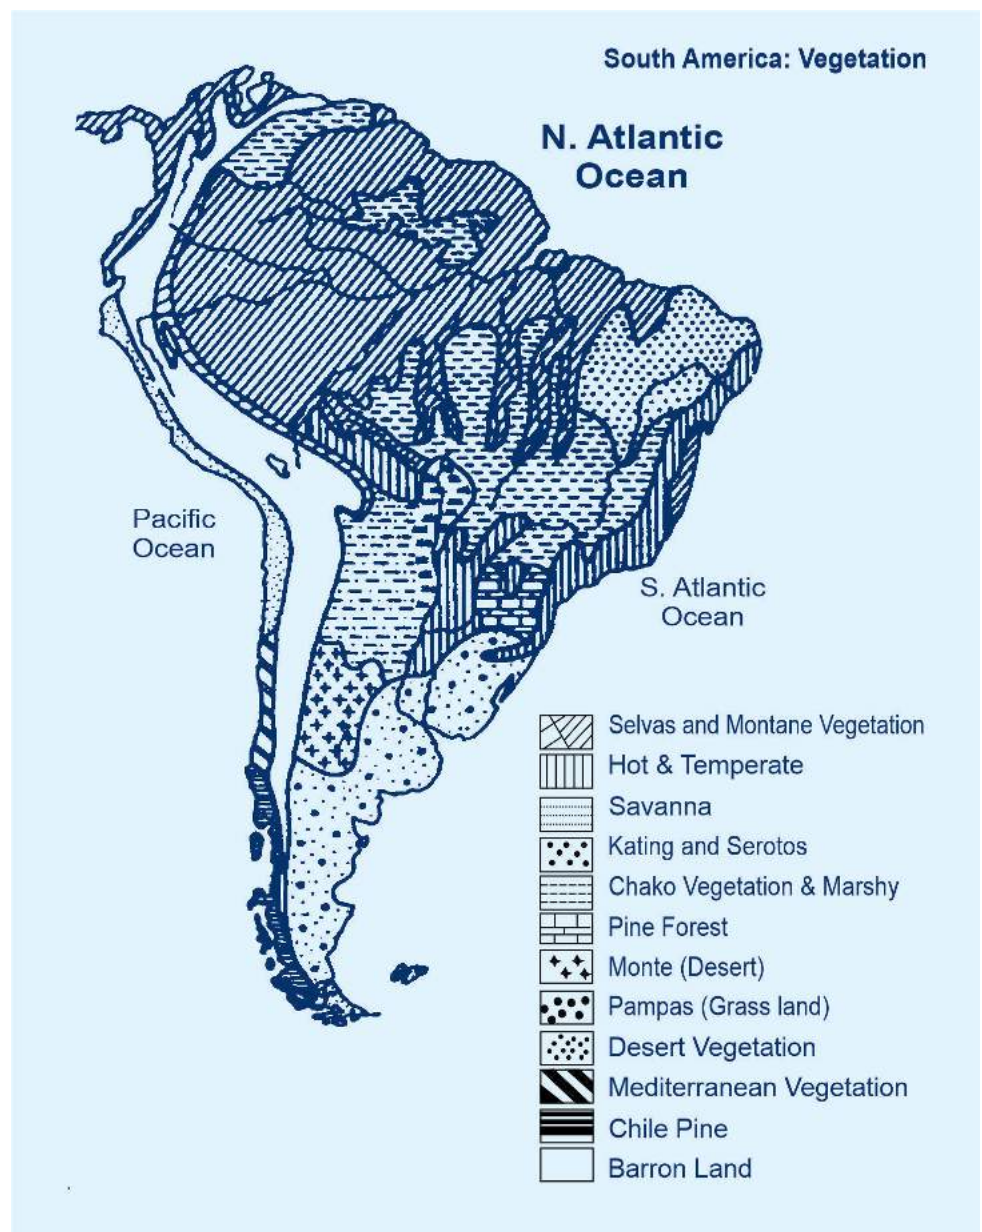 South America: Vegetation
N. Atlantic
Ocean
Pacific
Ocean
S. Atlantic
Ocean
Selvas and Montane Vegetation
Hot & Temperate
Savanna
Kating and Serotos
Chako Vegetation & Marshy
Pine Forest
Monte (Desert)
Pampas (Grass land)
Desert Vegetation
Mediterranean Vegetation
Chile Pine
Barron Land